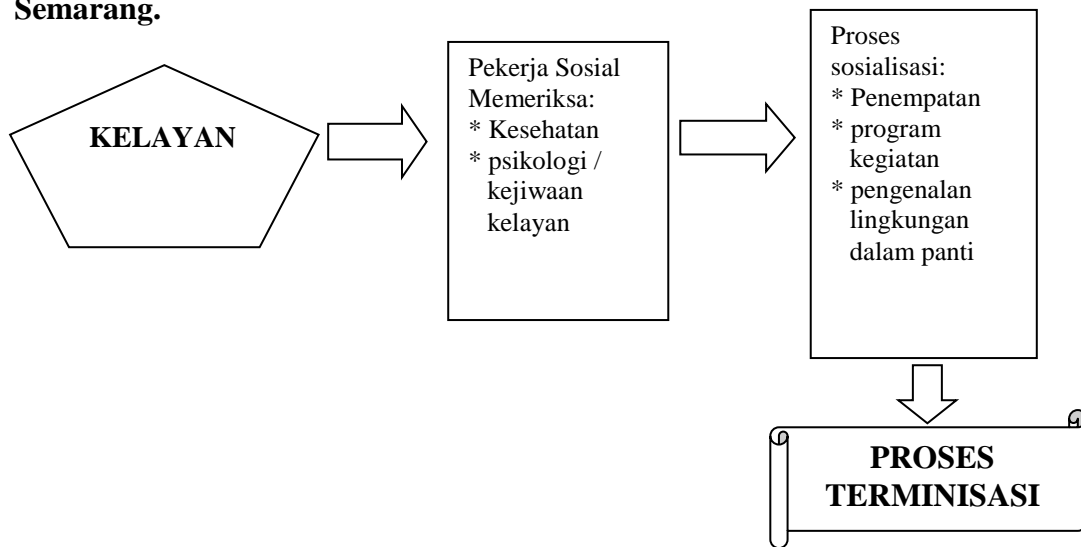 Semarang.
KELAYAN
Pekerja Sosial
Memeriksa:
* Kesehatan
* psikologi /
kejiwaan
kelayan
Proses
sosialisasi:
* Penempatan
* program
kegiatan
* pengenalan
lingkungan
dalam panti
PROSES
TERMINISASI